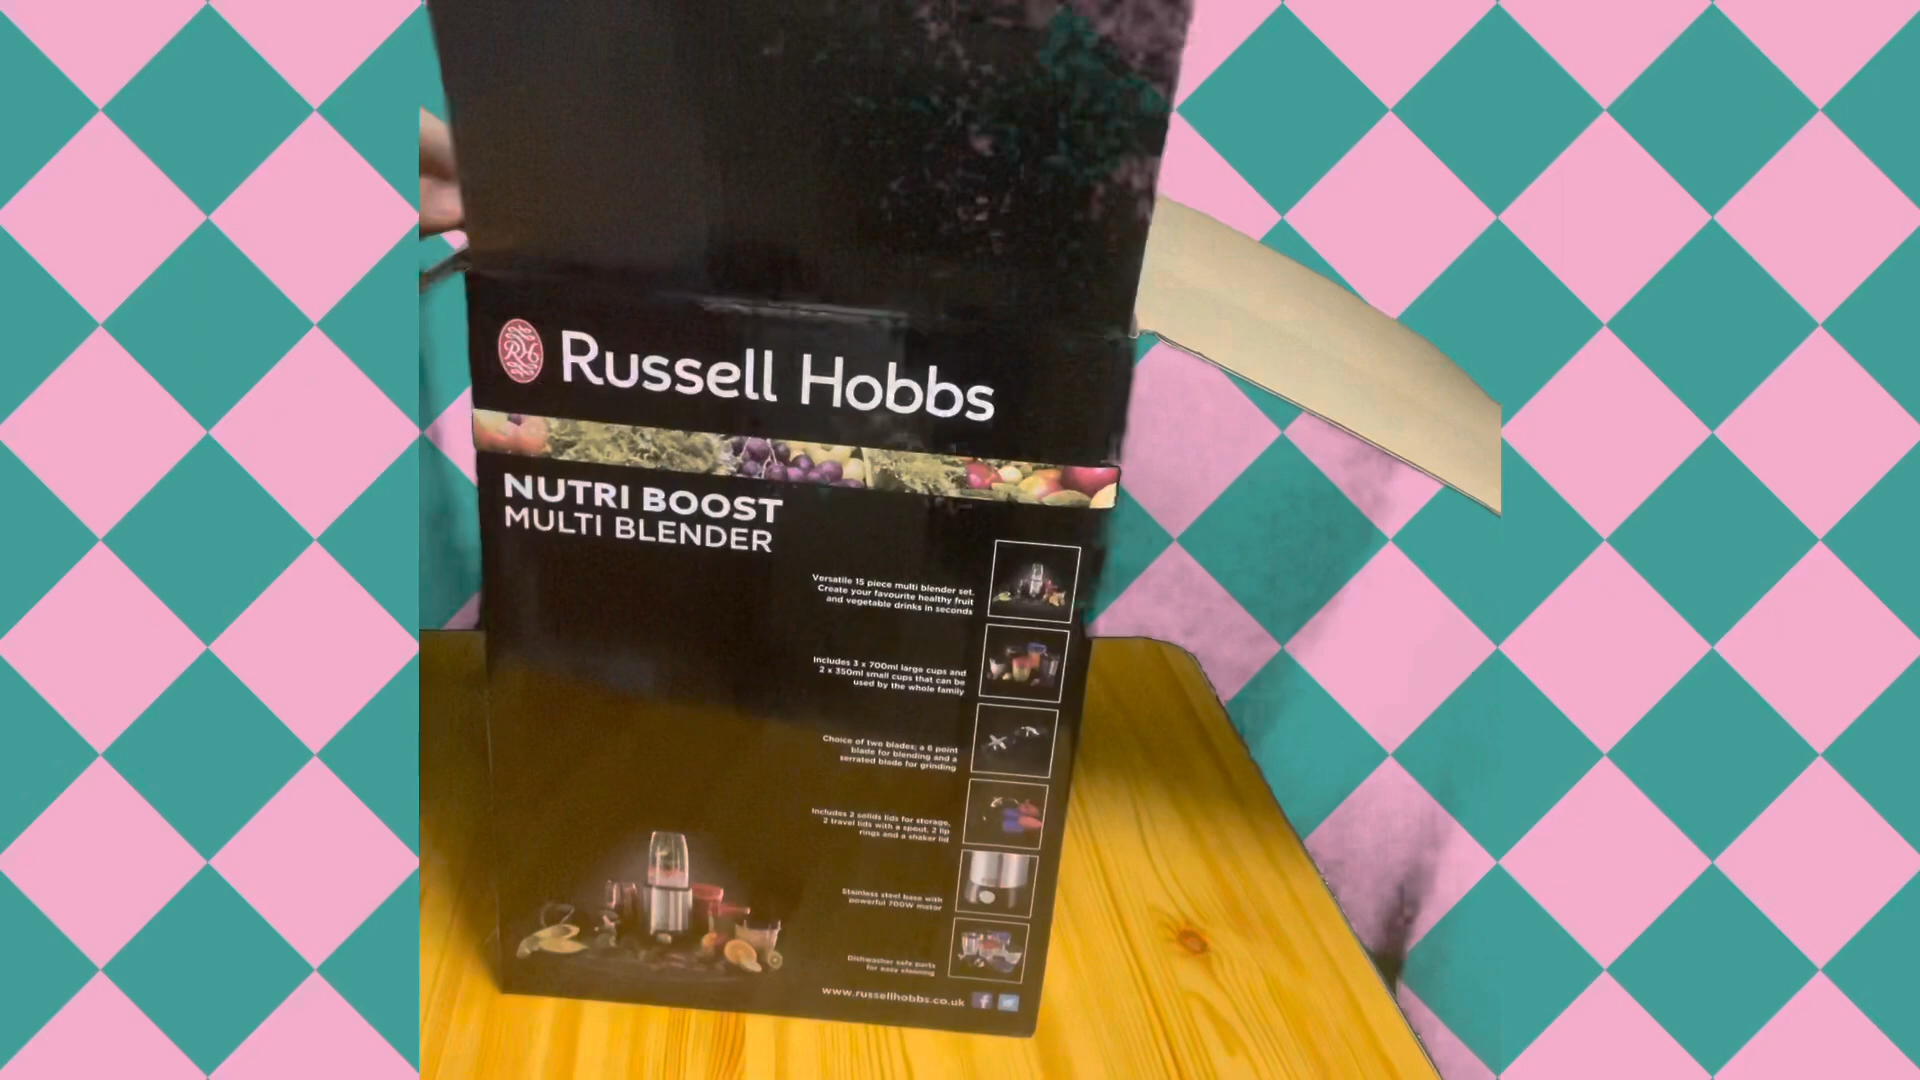 RH
Russell Hobbs
NUTRI BOOST
MULTI BLENDER
Versatile 15 piece multi blender set.
Create your favourite healthy fruit
and vegetable drinks in seconds
Includes 3 x 700ml large cups and
2 x 350ml small cups that can be
used by the whole family
Choice of two blades; a 6 point
blade for blending and a
serrated blade for grinding
Includes 2 solids lids for storage,
2 travel lids with a spout, 2 lip
rings and a shaker lid
Stainless steel base with
powerful 700W motor
Dishwasher safe parts
for easy cleaning
www.russellhobbs.co.uk